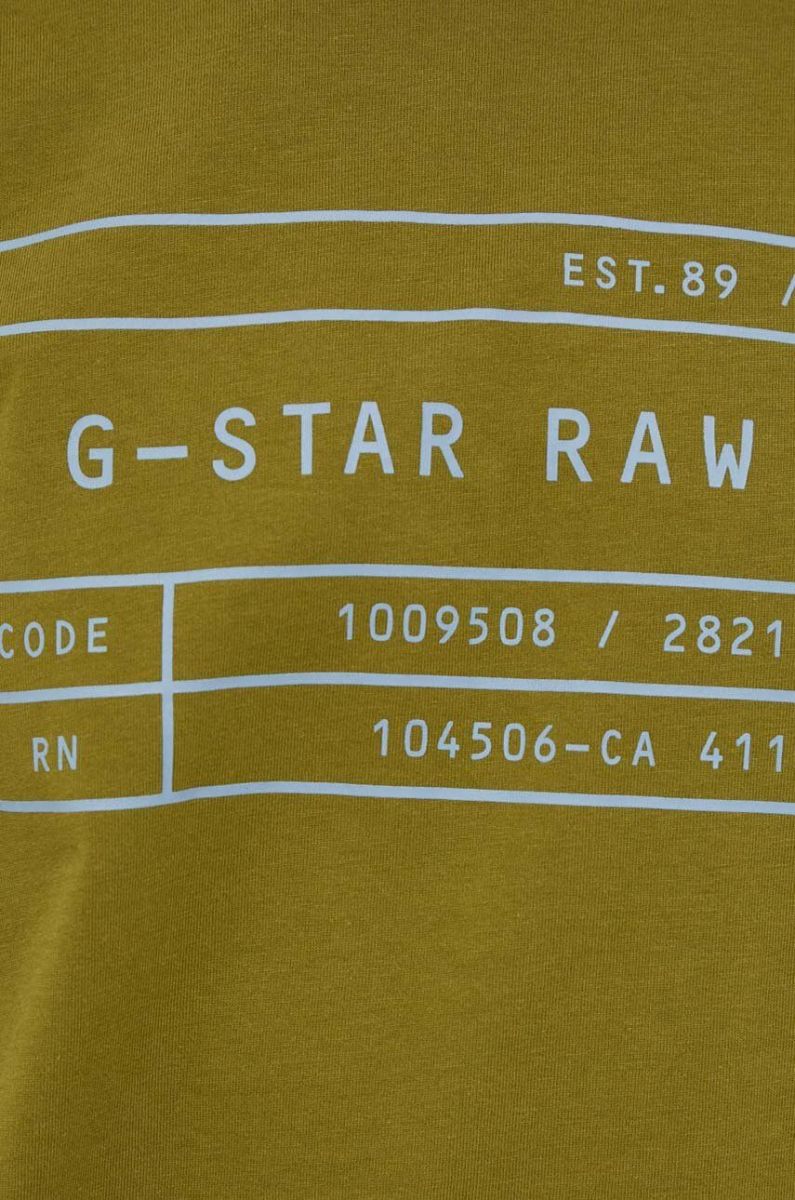 EST.89 /
G-STAR RAW
CODE 1009508 / 2821
RN 104506-CA 411